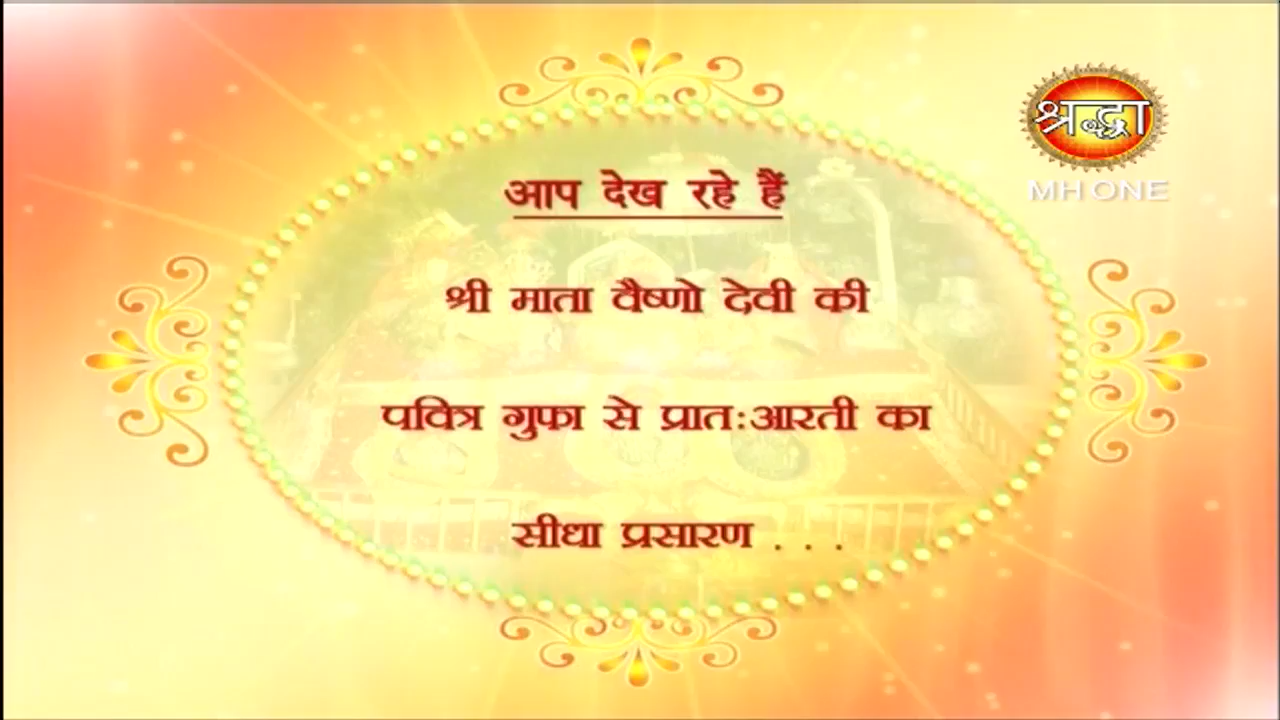 श्रद्धा
MH ONE
आप देख रहे हैं
श्री माता वैष्णो देवी की
पवित्र गुफा से प्रातःआरती का
सीधा प्रसारण . . .